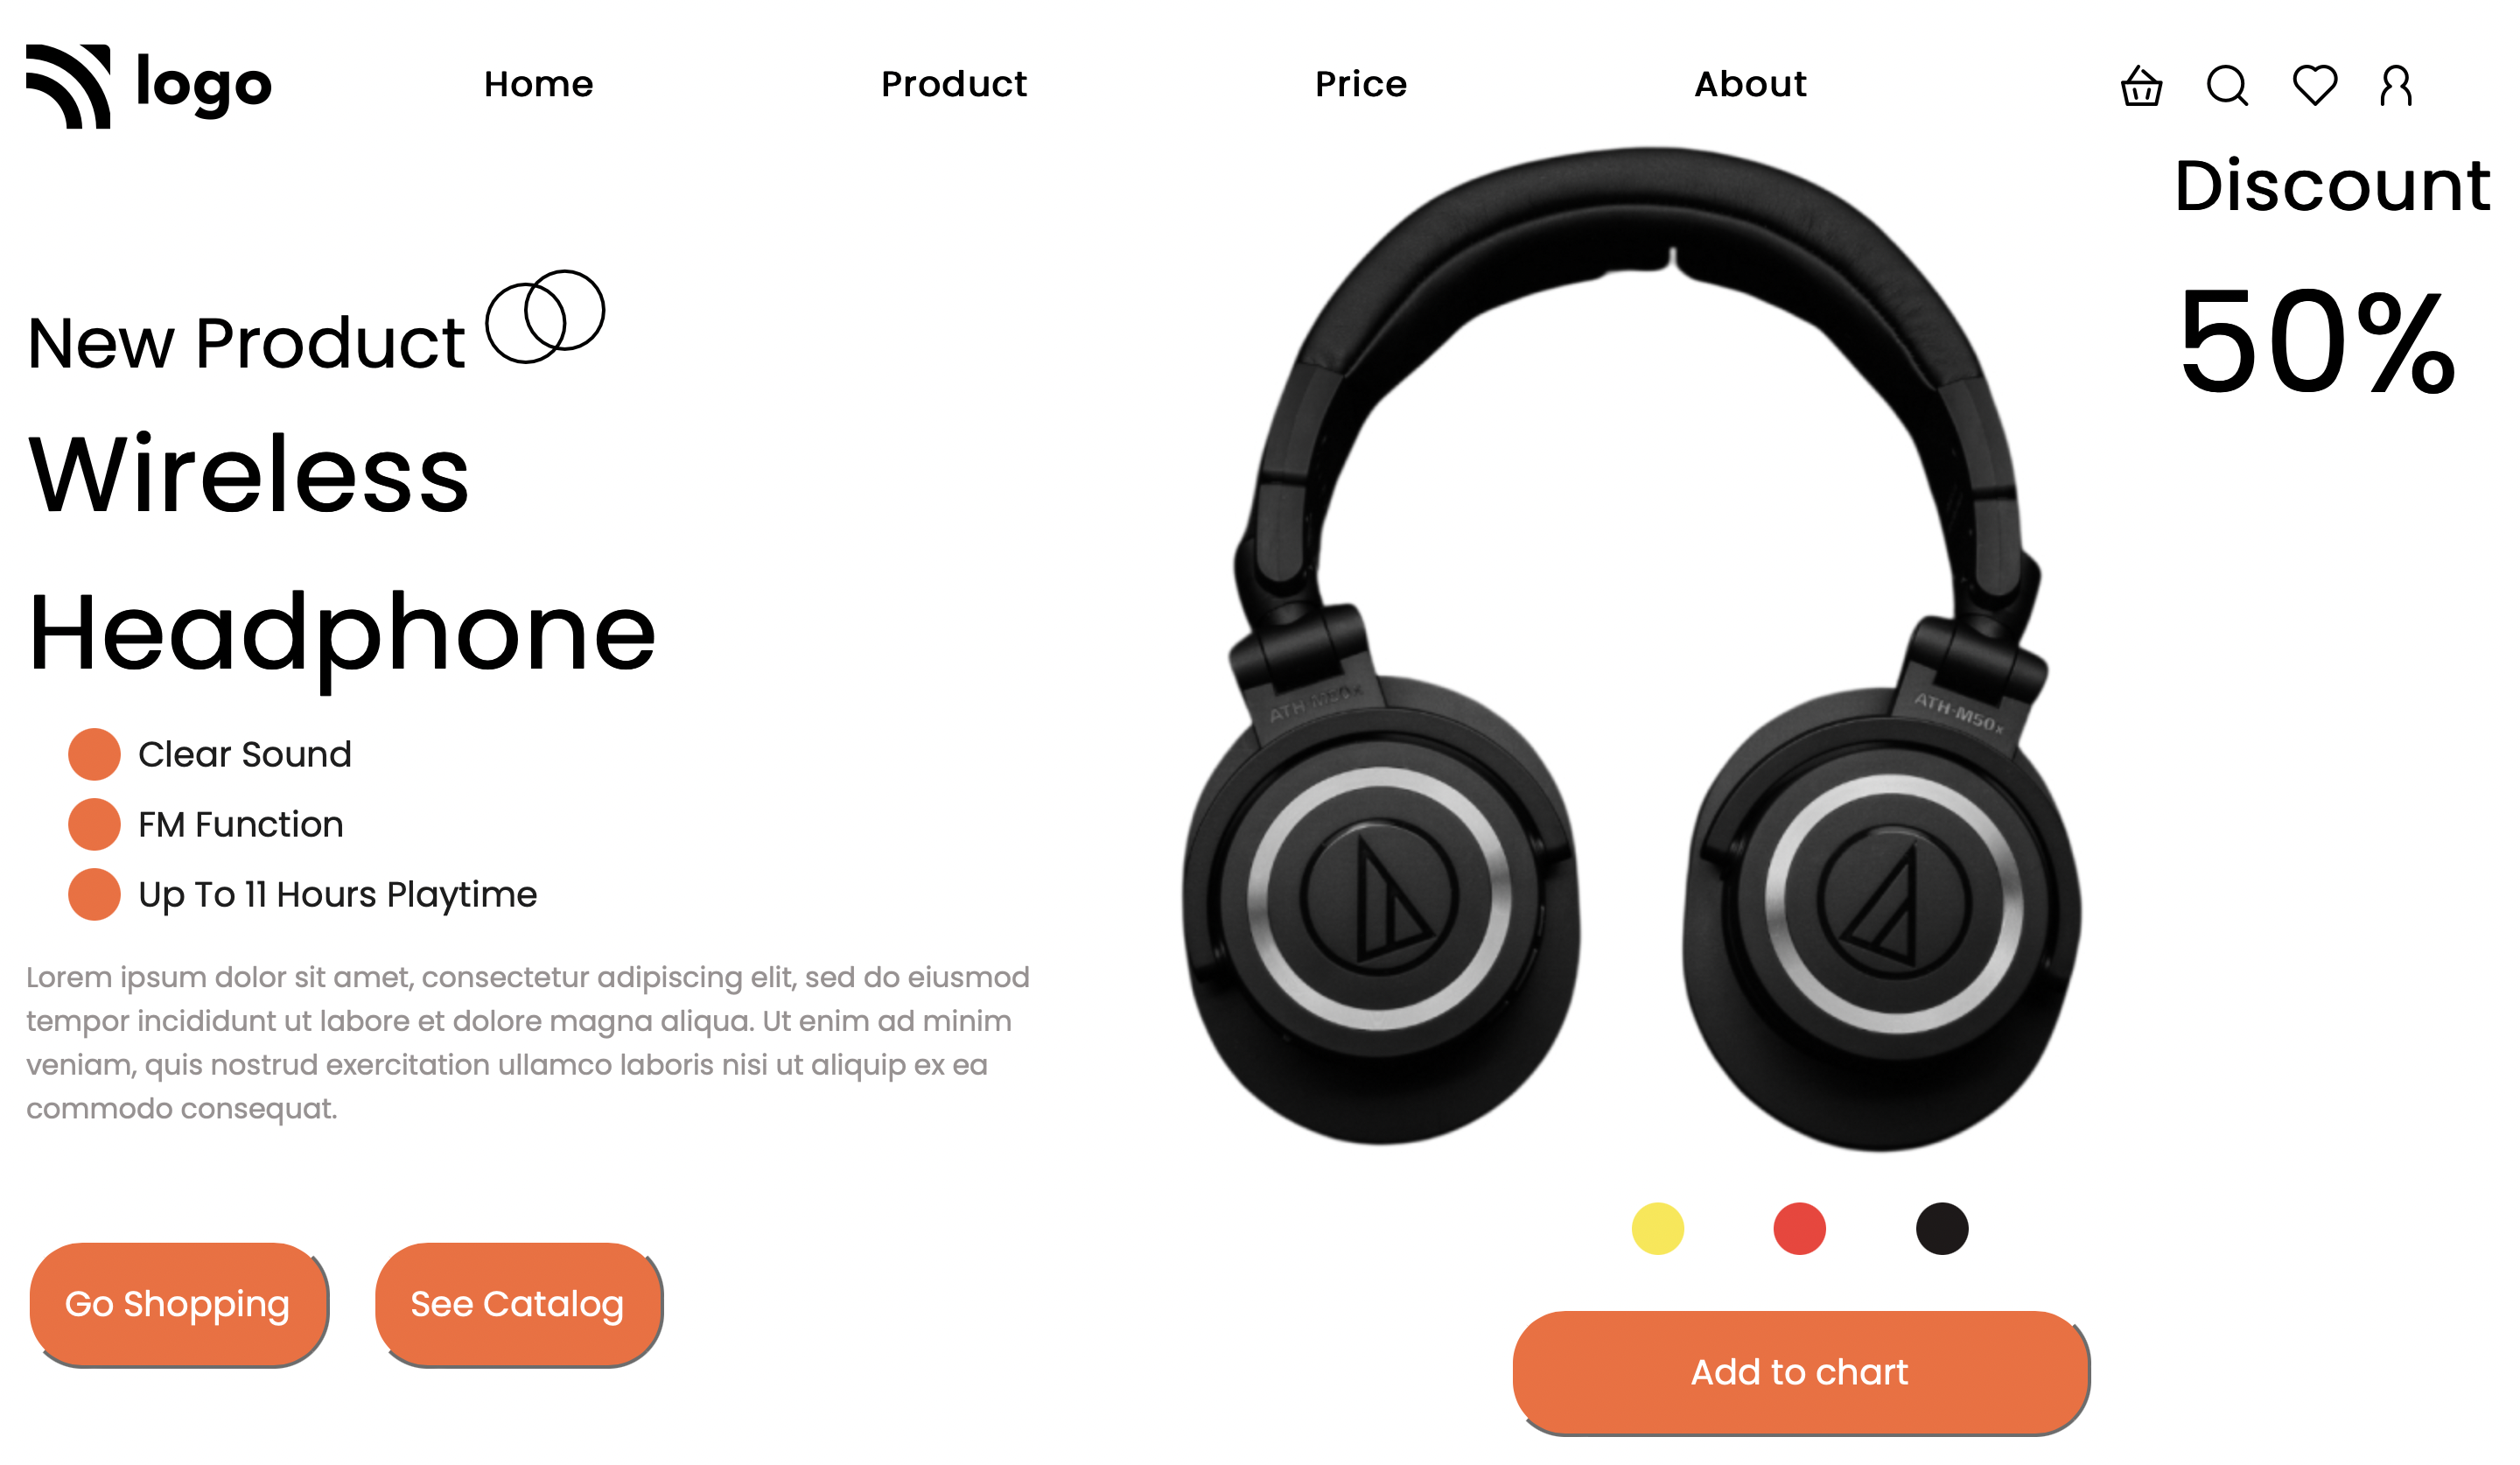 logo
Home
Product
Price
About
Discount
50%
New Product
Wireless
Headphone
Clear Sound
FM Function
Up To 11 Hours Playtime
Lorem ipsum dolor sit amet, consectetur adipiscing elit, sed do eiusmod
tempor incididunt ut labore et dolore magna aliqua. Ut enim ad minim
veniam, quis nostrud exercitation ullamco laboris nisi ut aliquip ex ea
commodo consequat.
Go Shopping
See Catalog
ATH-M50x
ATH-M50x
Add to chart